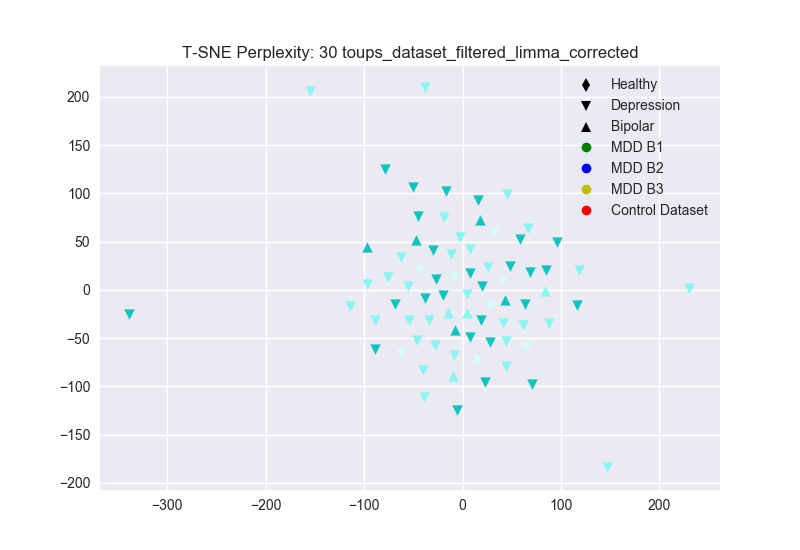 T-SNE Perplexity: 30 toups_dataset_filtered_limma_corrected
Healthy
Depression
Bipolar
MDD B1
MDD B2
MDD B3
Control Dataset
200
150
100
50
0
−50
−100
−150
−200
−300
−200
−100
0
100
200